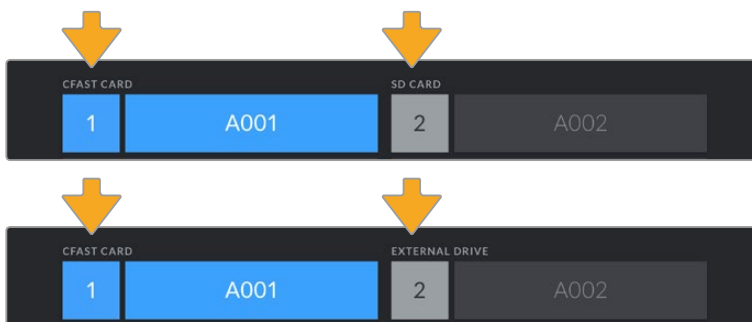 CFAST CARD SD CARD
1 A001 2 A002
CFAST CARD EXTERNAL DRIVE
1 A001 2 A002